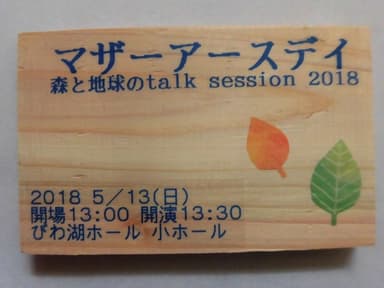 マザーアースデイ
森と地球のtalk session 2018
2018 5/13(日)
開場13:00 開演13:30
びわ湖ホール 小ホール